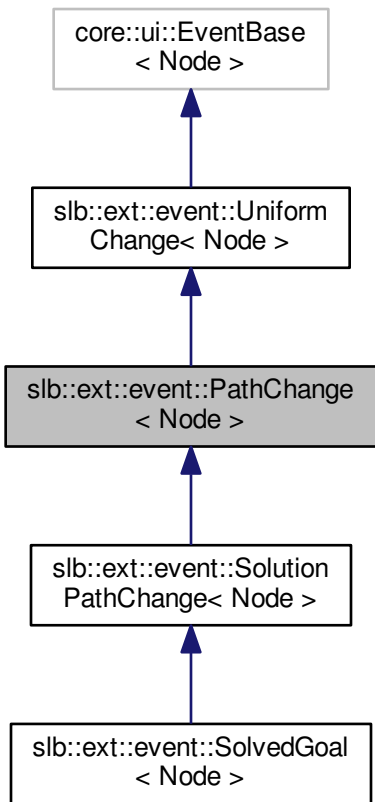 core::ui::EventBase
< Node >
slb::ext::event::Uniform
Change< Node >
slb::ext::event::PathChange
< Node >
slb::ext::event::Solution
PathChange< Node >
slb::ext::event::SolvedGoal
< Node >